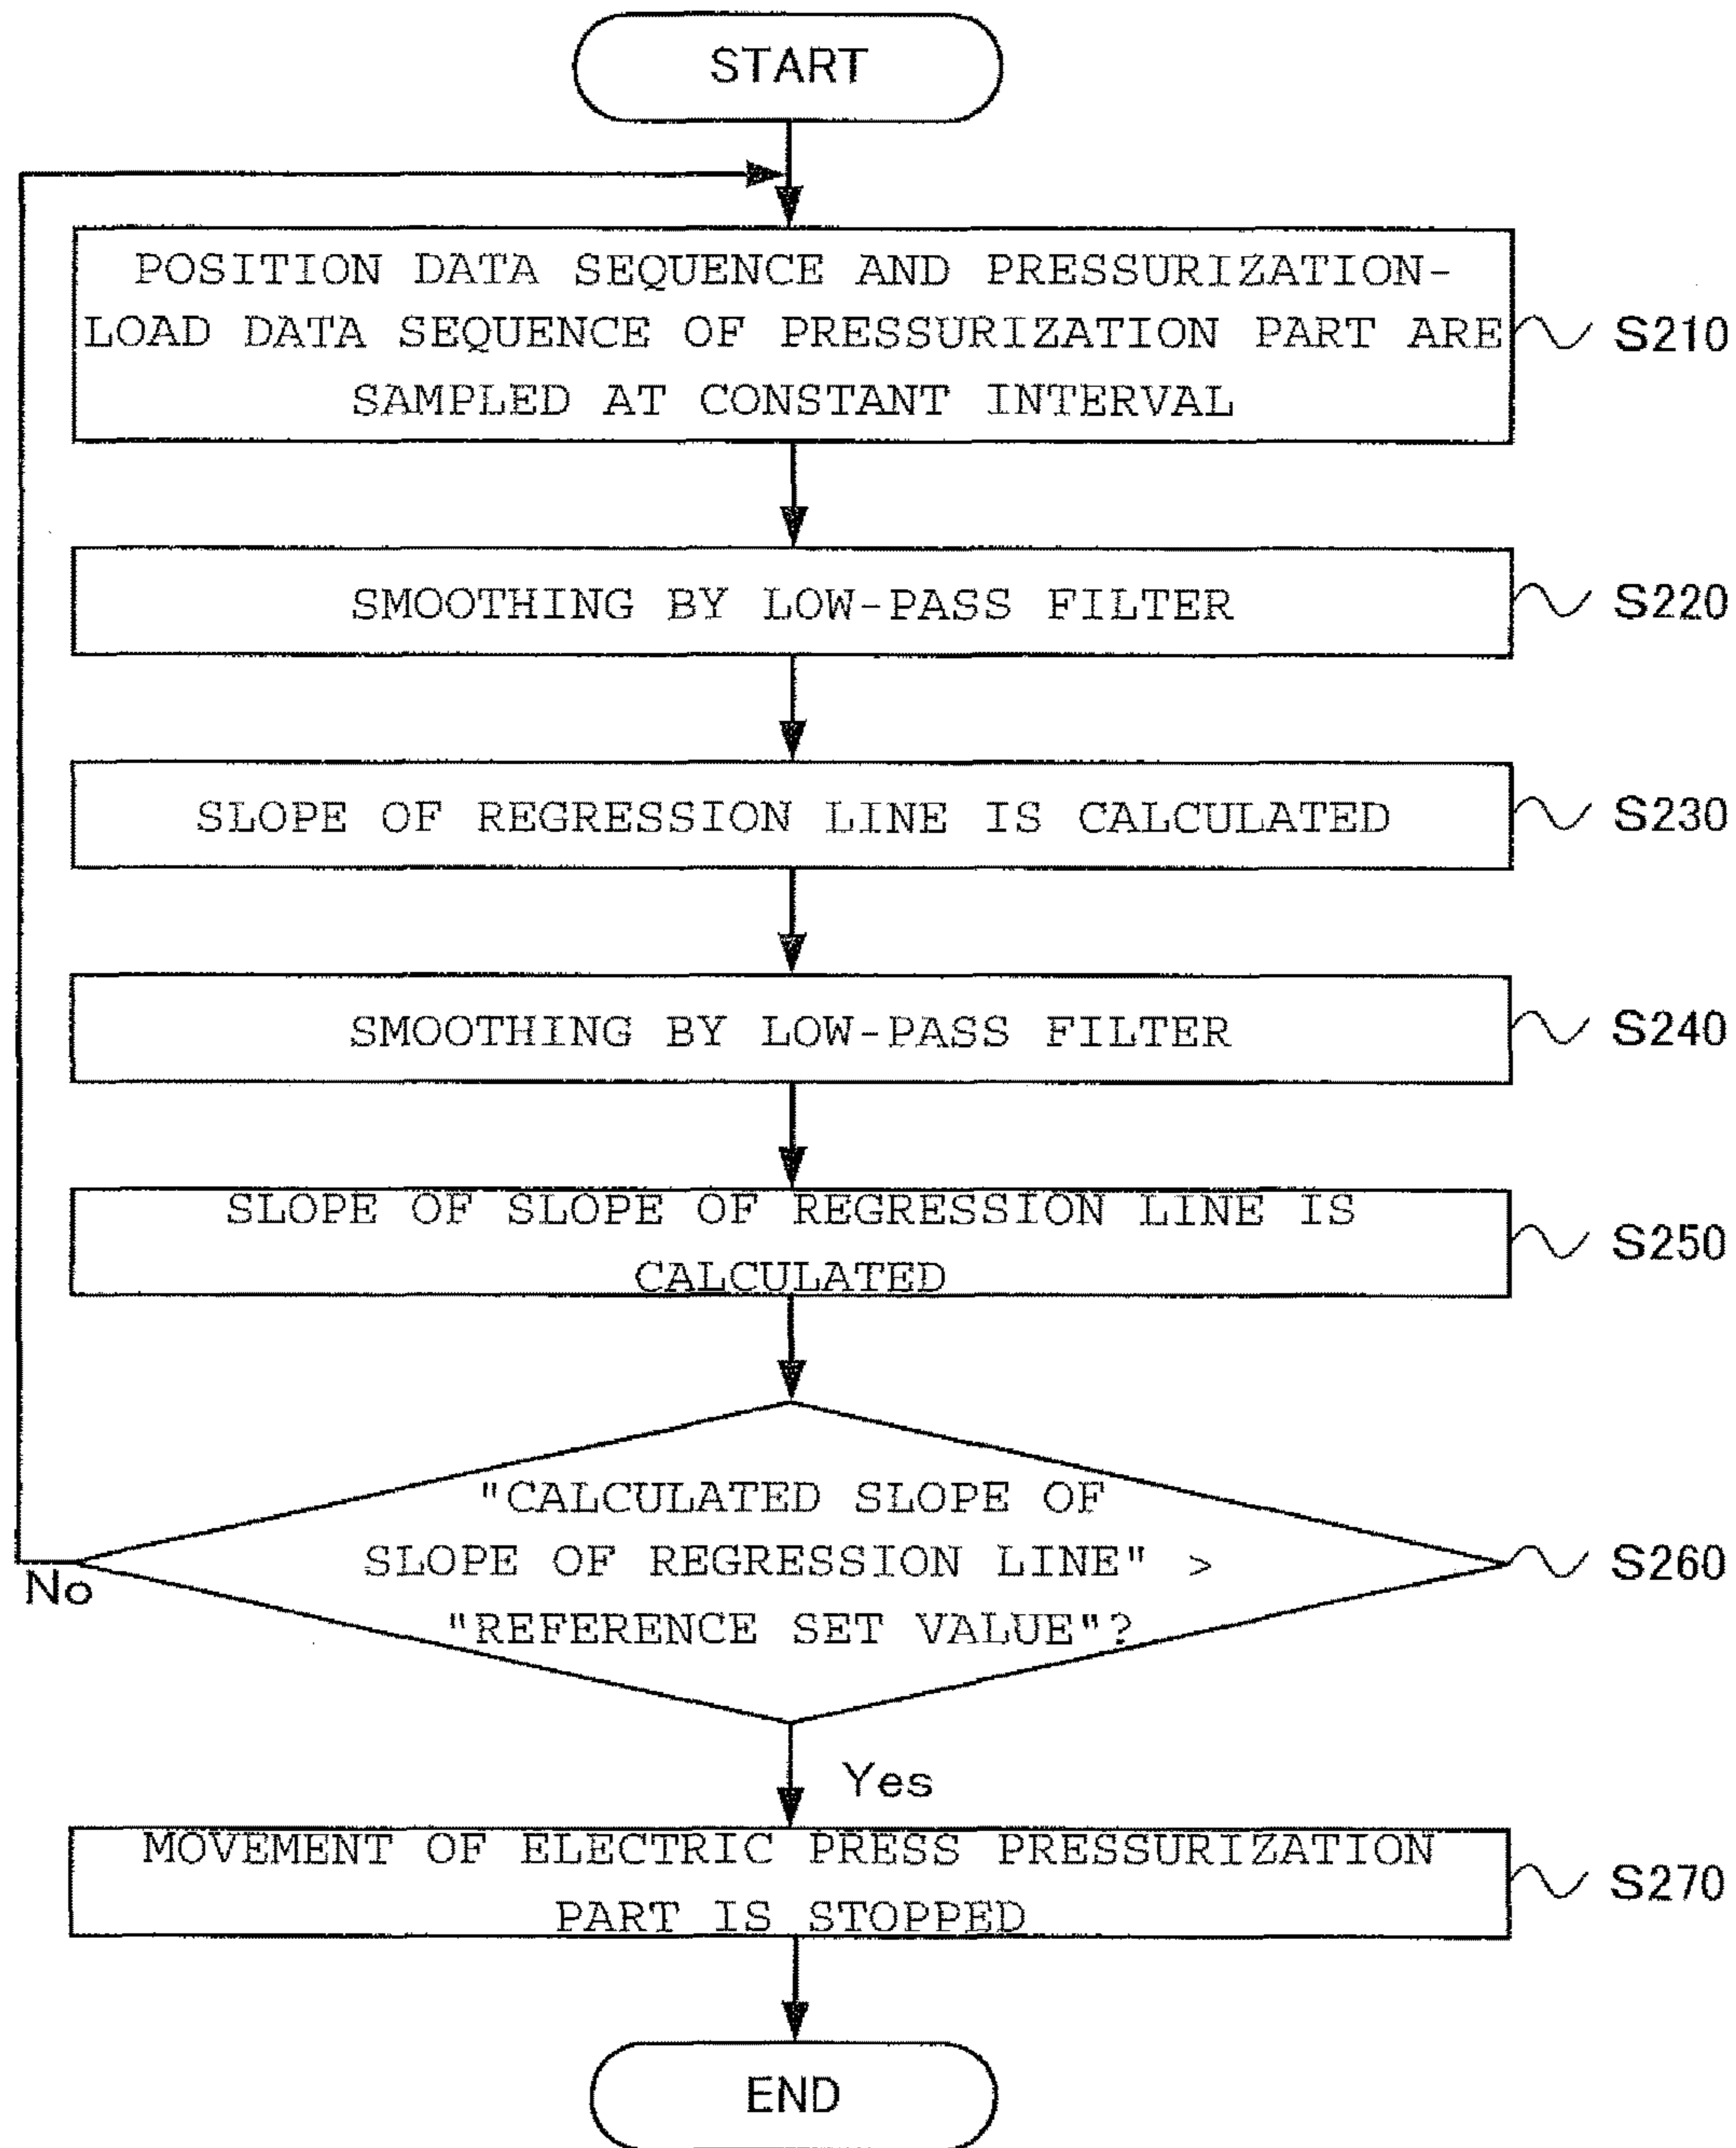 START
POSITION DATA SEQUENCE AND PRESSURIZATION-
LOAD DATA SEQUENCE OF PRESSURIZATION PART ARE
SAMPLED AT CONSTANT INTERVAL
S210
SMOOTHING BY LOW-PASS FILTER
S220
SLOPE OF REGRESSION LINE IS CALCULATED
S230
SMOOTHING BY LOW-PASS FILTER
S240
SLOPE OF SLOPE OF REGRESSION LINE IS
CALCULATED
S250
"CALCULATED SLOPE OF
SLOPE OF REGRESSION LINE" >
"REFERENCE SET VALUE"?
S260
No
Yes
MOVEMENT OF ELECTRIC PRESS PRESSURIZATION
PART IS STOPPED
S270
END